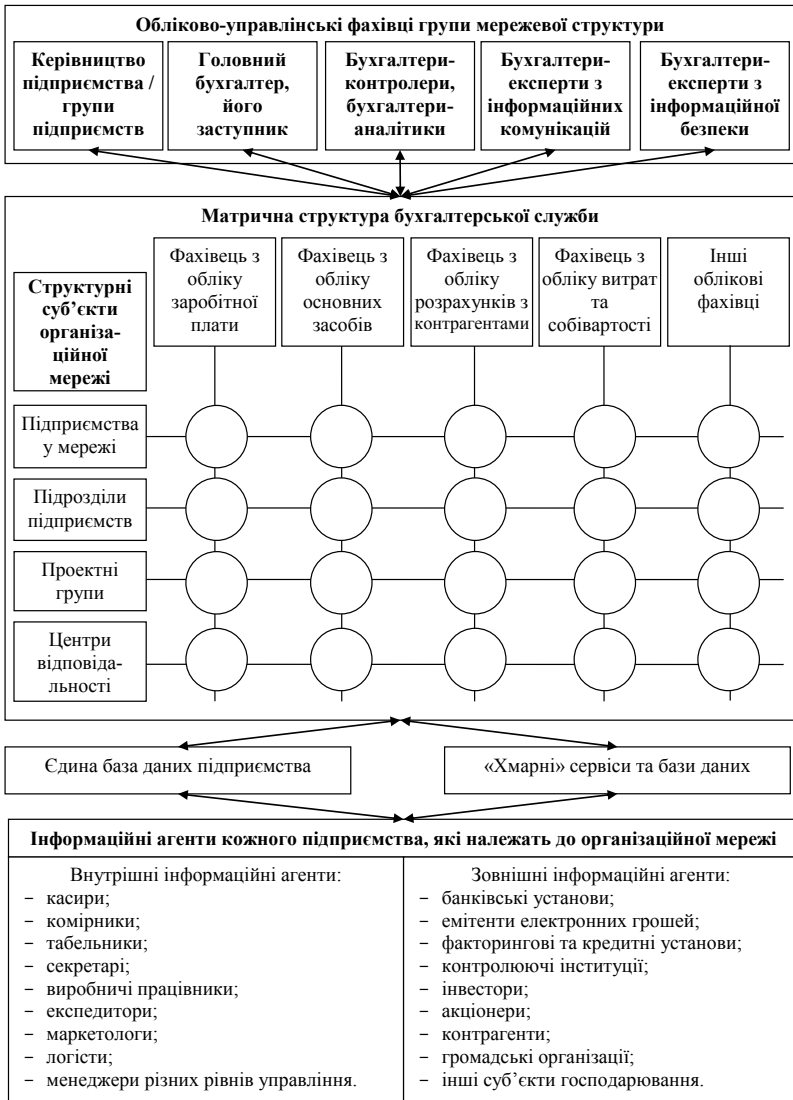 Обліково-управлінські фахівці групи мережевої структури
Керівництво
підприємства /
групи
підприємств
Головний
бухгалтер,
його
заступник
Бухгалтери-
контролери,
бухгалтери-
аналітики
Бухгалтери-
експерти з
інформаційних
комунікацій
Бухгалтери-
експерти з
інформаційної
безпеки
Матрична структура бухгалтерської служби
Структурні
суб’єкти
організа-
ційної
мережі
Фахівець з
обліку
заробітної
плати
Фахівець з
обліку
основних
засобів
Фахівець з
обліку
розрахунків з
контрагентами
Фахівець з
обліку витрат
та
собівартості
Інші
облікові
фахівці
Підприємства
у мережі
Підрозділи
підприємств
Проектні
групи
Центри
відповіда-
льності
Єдина база даних підприємства
«Хмарні» сервіси та бази даних
Інформаційні агенти кожного підприємства, які належать до організаційної мережі
Внутрішні інформаційні агенти:
- касири;
- комірники;
- табельники;
- секретарі;
- виробничі працівники;
- експедитори;
- маркетологи;
- логісти;
- менеджери різних рівнів управління.
Зовнішні інформаційні агенти:
- банківські установи;
- емітенти електронних грошей;
- факторингові та кредитні установи;
- контролюючі інституції;
- інвестори;
- акціонери;
- контрагенти;
- громадські організації;
- інші суб’єкти господарювання.